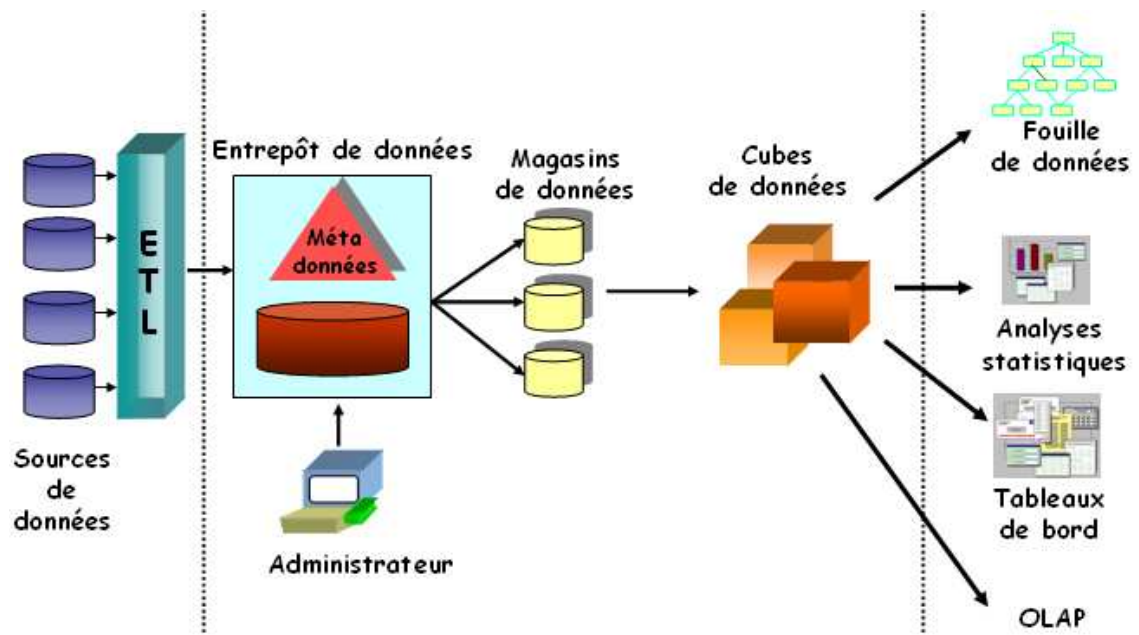 Sources
de
données
E
T
L
Entrepôt de données
Méta
données
Administrateur
Magasins
de données
Cubes
de données
Fouille
de données
Analyses
statistiques
Tableaux
de bord
OLAP